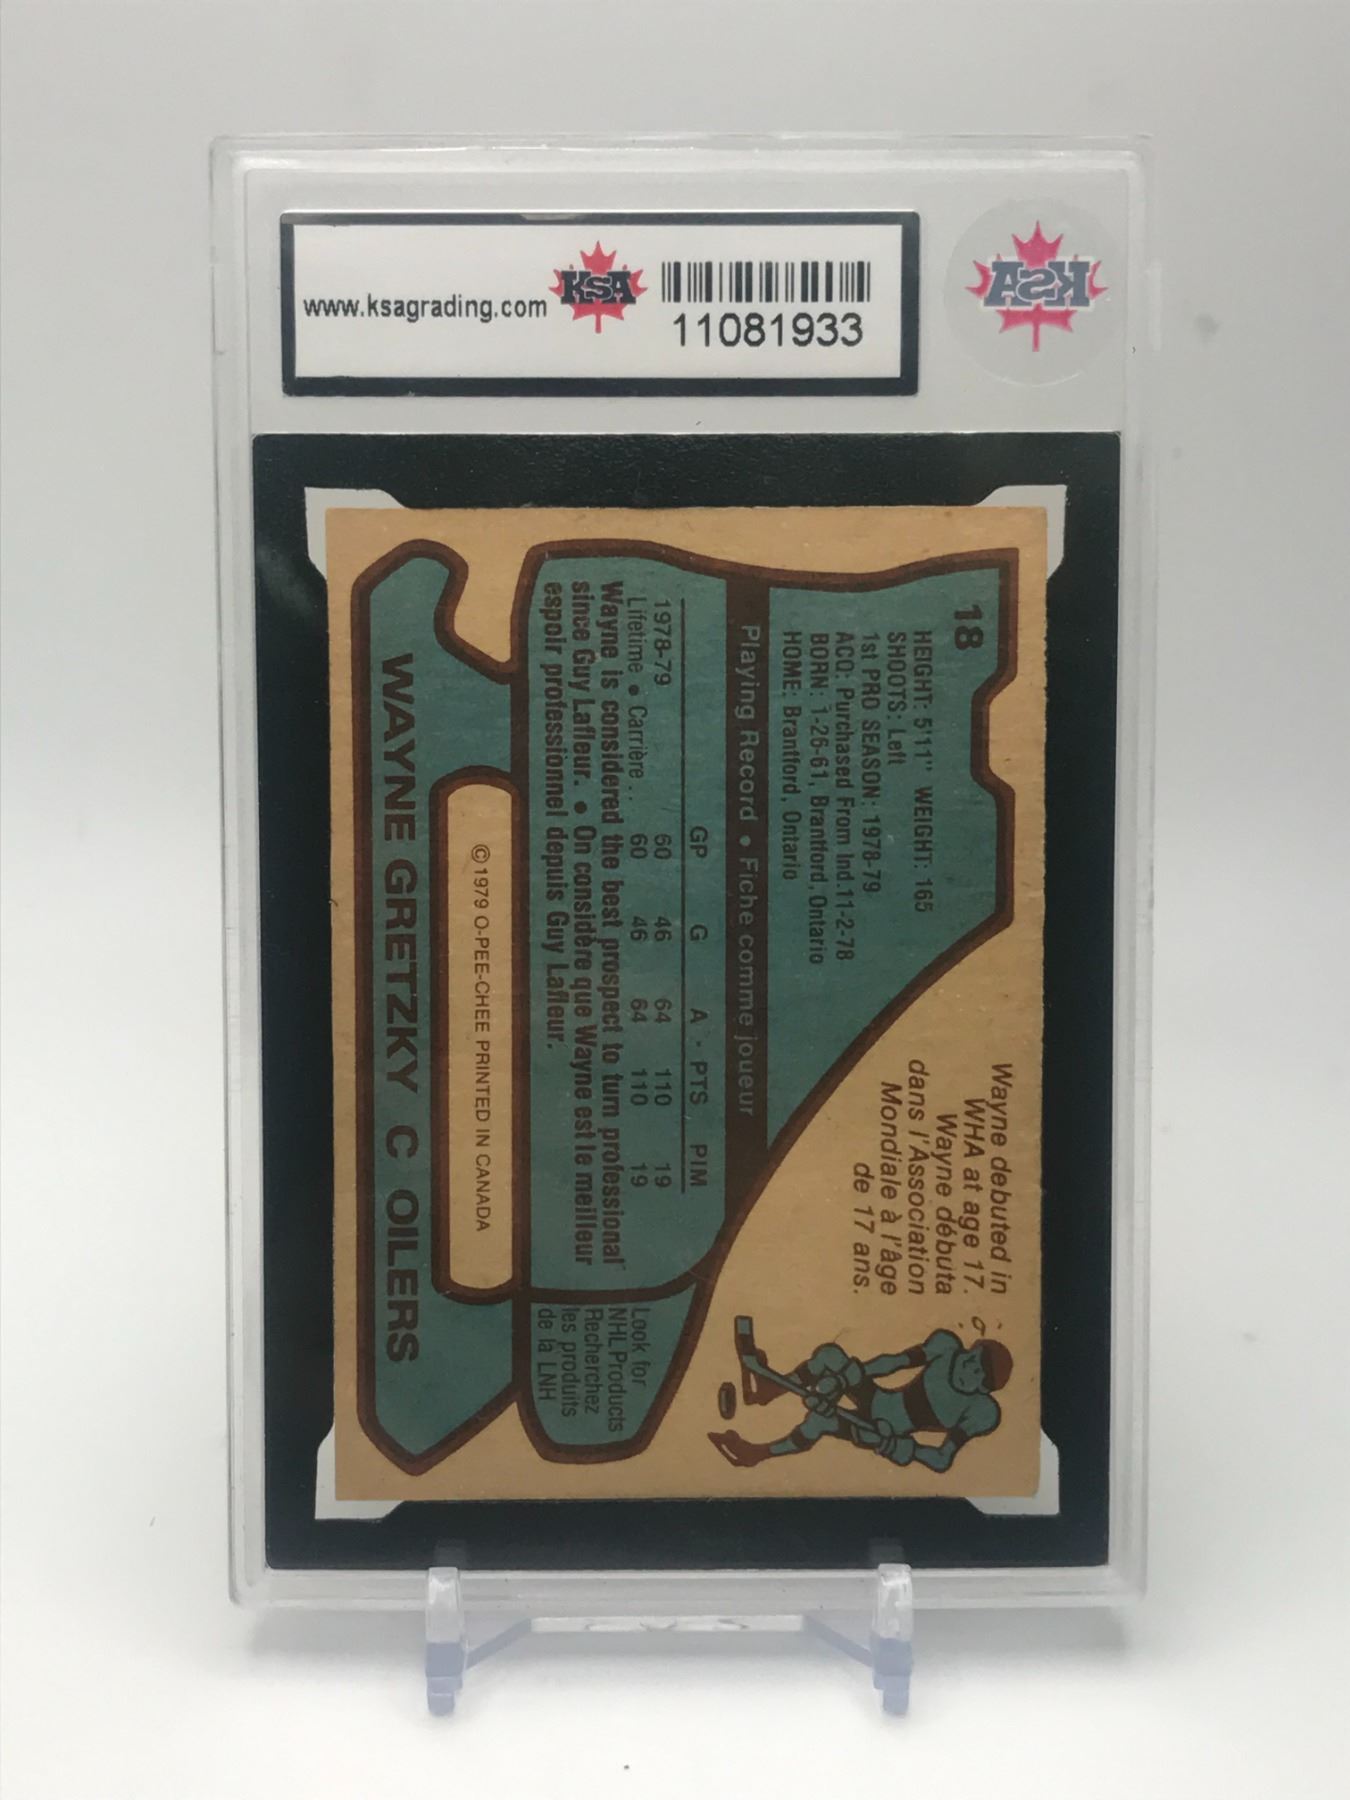 www.ksagrading.com
KSA
11081933
KSA
18
HEIGHT: 5'11" WEIGHT: 165
SHOOTS: Left
1st PRO SEASON: 1978-79
ACQ: Purchased From Ind.11-2-78
BORN: 1-26-61, Brantford, Ontario
HOME: Brantford, Ontario
Wayne debuted in
WHA at age 17.
Wayne débuta
dans l'Association
Mondiale à l'âge
de 17 ans.
Playing Record • Fiche comme joueur
GP G A - PTS PIM
1978-79 60 46 64 110 19
Lifetime • Carrière .. 60 46 64 110 19
Wayne is considered the best prospect to turn professional
since Guy Lafleur. • On considère que Wayne est le meilleur
espoir professionnel depuis Guy Lafleur.
Look for
NHL Products
Recherchez
les produits
de la LNH
©1979 O-PEE-CHEE PRINTED IN CANADA
WAYNE GRETZKY C OILERS